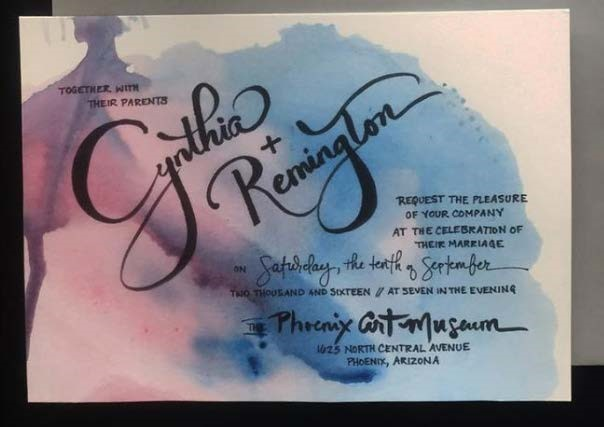 TOGETHER WITH
THEIR PARENTS
Cynthia
+
Remington
REQUEST THE PLEASURE
OF YOUR COMPANY
AT THE CELEBRATION OF
THEIR MARRIAGE
ON Saturday, the tenth of September
TWO THOUSAND AND SIXTEEN // AT SEVEN IN THE EVENING
THE Phoenix Art Museum
1625 NORTH CENTRAL AVENUE
PHOENIX, ARIZONA